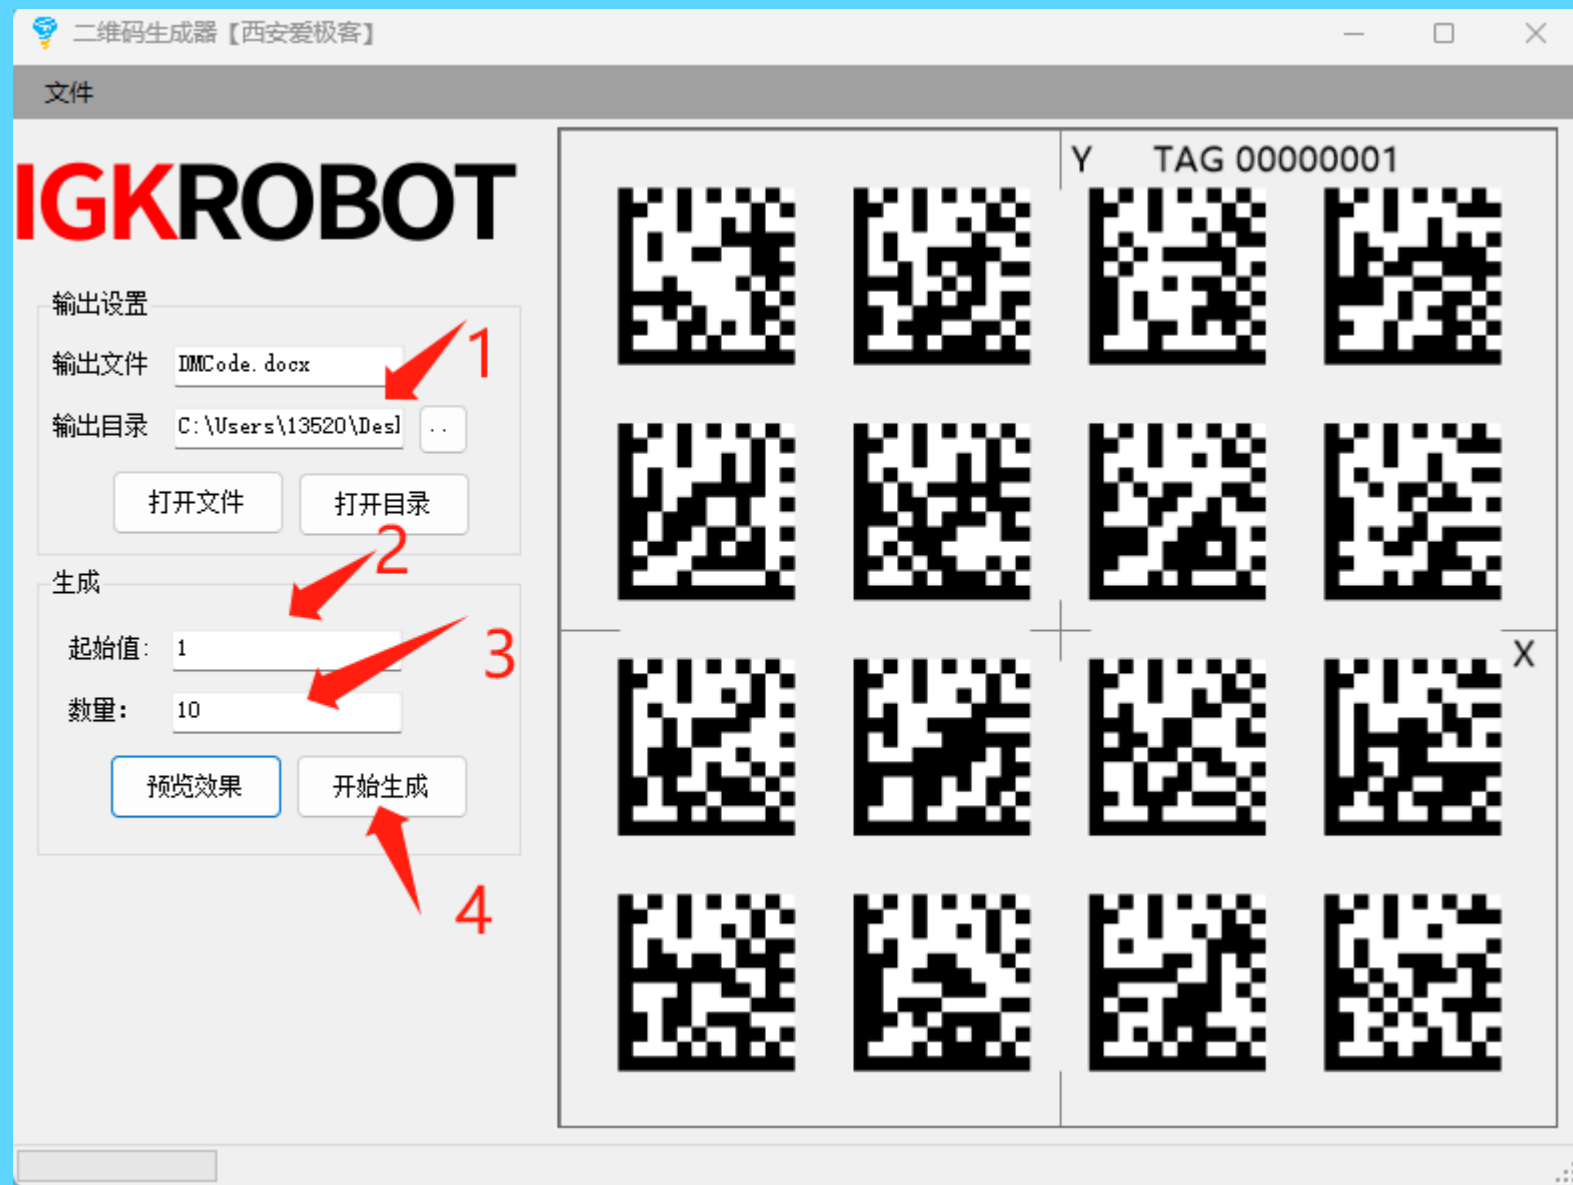 二维码生成器【西安爱极客】
文件
IGKROBOT
输出设置
输出文件 DMCode.docx
1
输出目录 C:\Users\13520\Desl ..
打开文件 打开目录
2
生成
起始值: 1
3
数量: 10
预览效果 开始生成
4
Y TAG 00000001
X